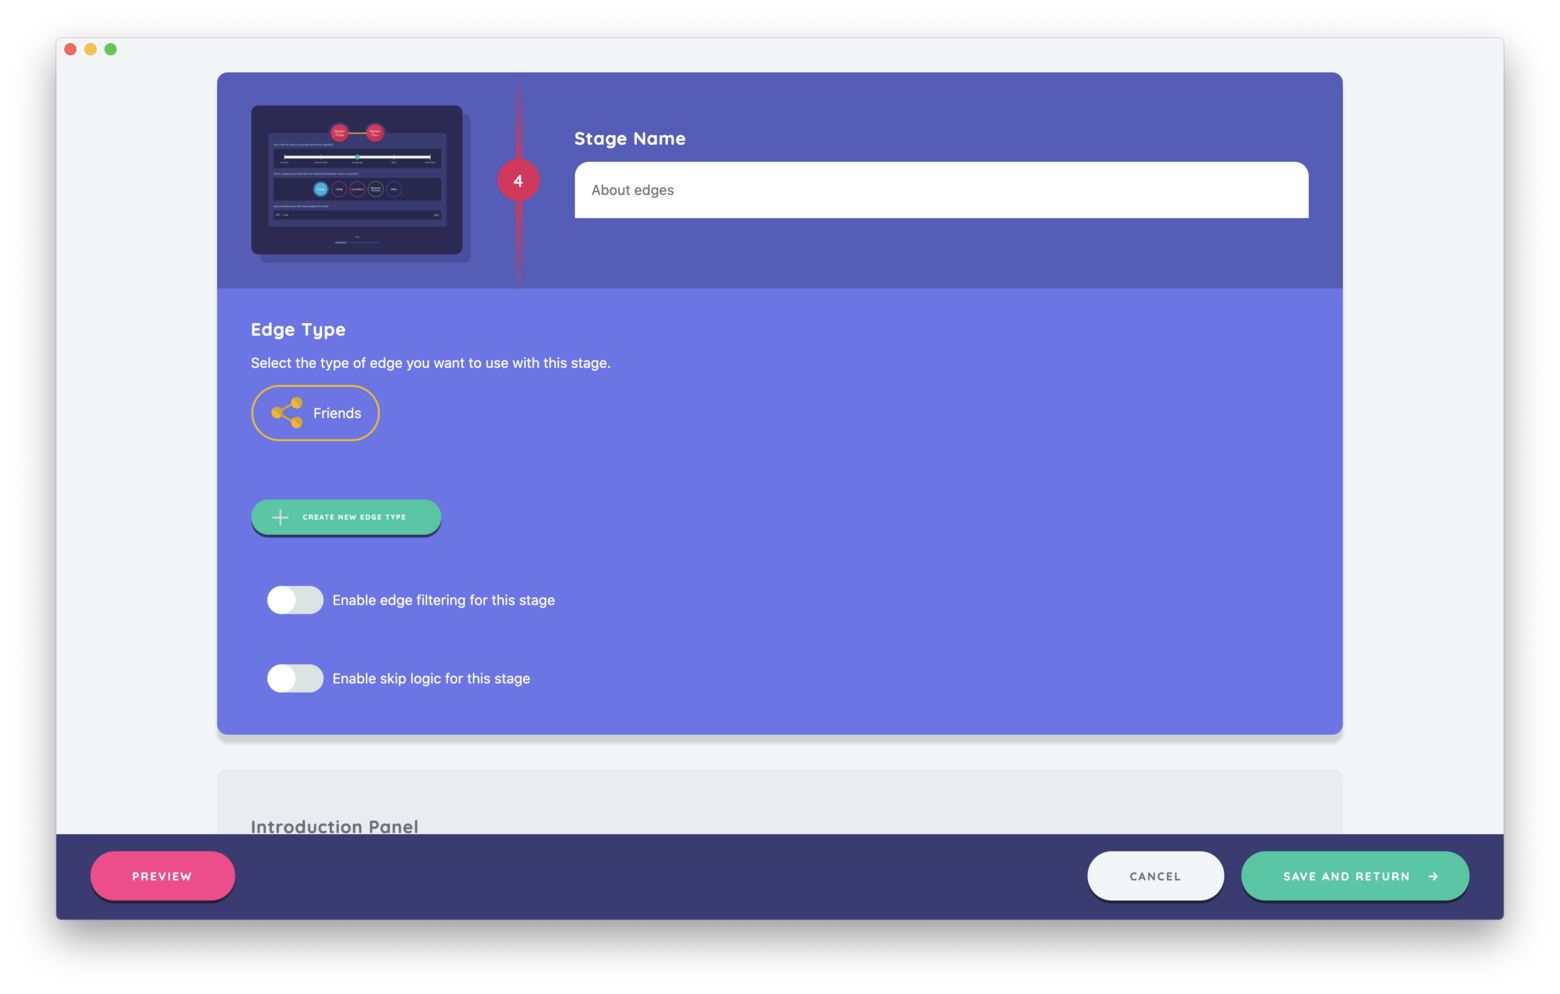 4
Stage Name
About edges
Edge Type
Select the type of edge you want to use with this stage.
Friends
CREATE NEW EDGE TYPE
Enable edge filtering for this stage
Enable skip logic for this stage
Introduction Panel
PREVIEW
CANCEL
SAVE AND RETURN